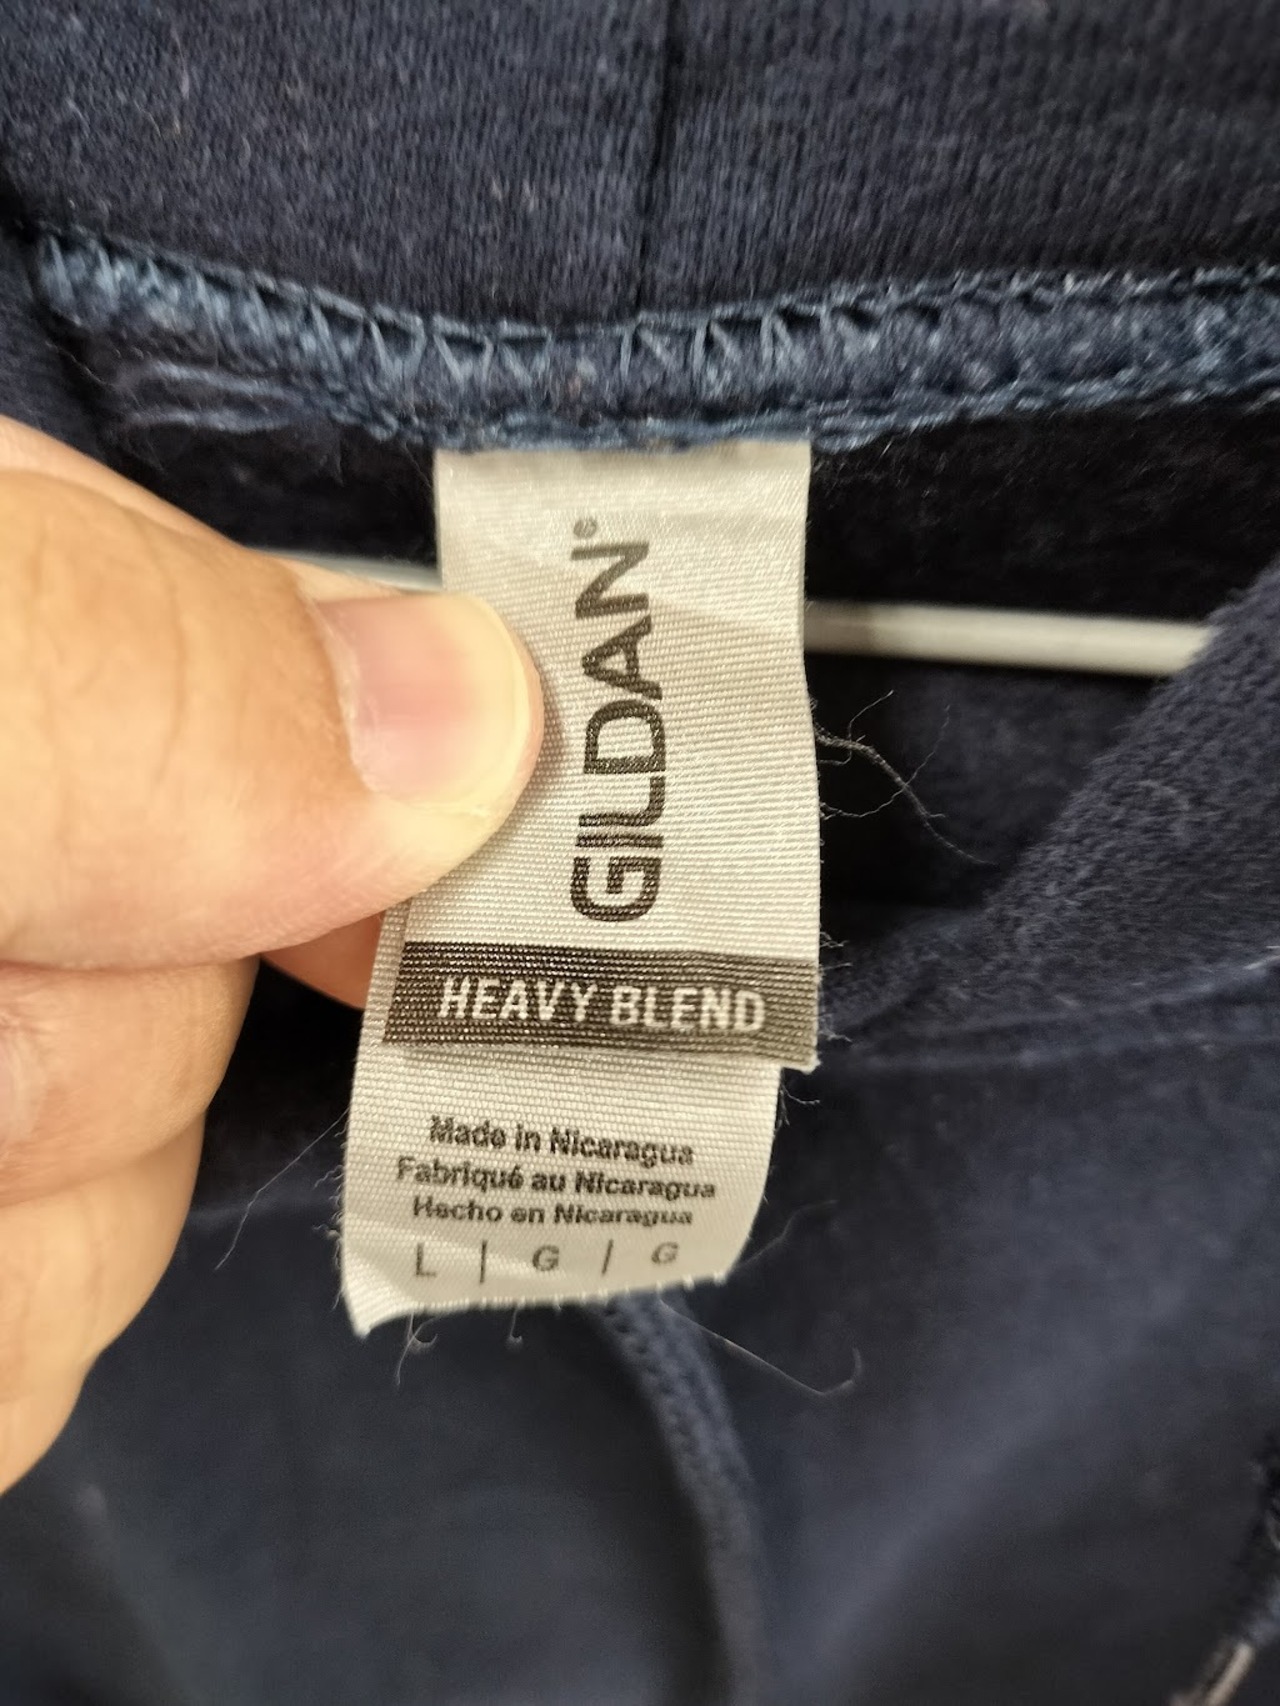 GILDAN®
HEAVY BLEND
Made in Nicaragua
Fabriqué au Nicaragua
Hecho en Nicaragua
L | G / G